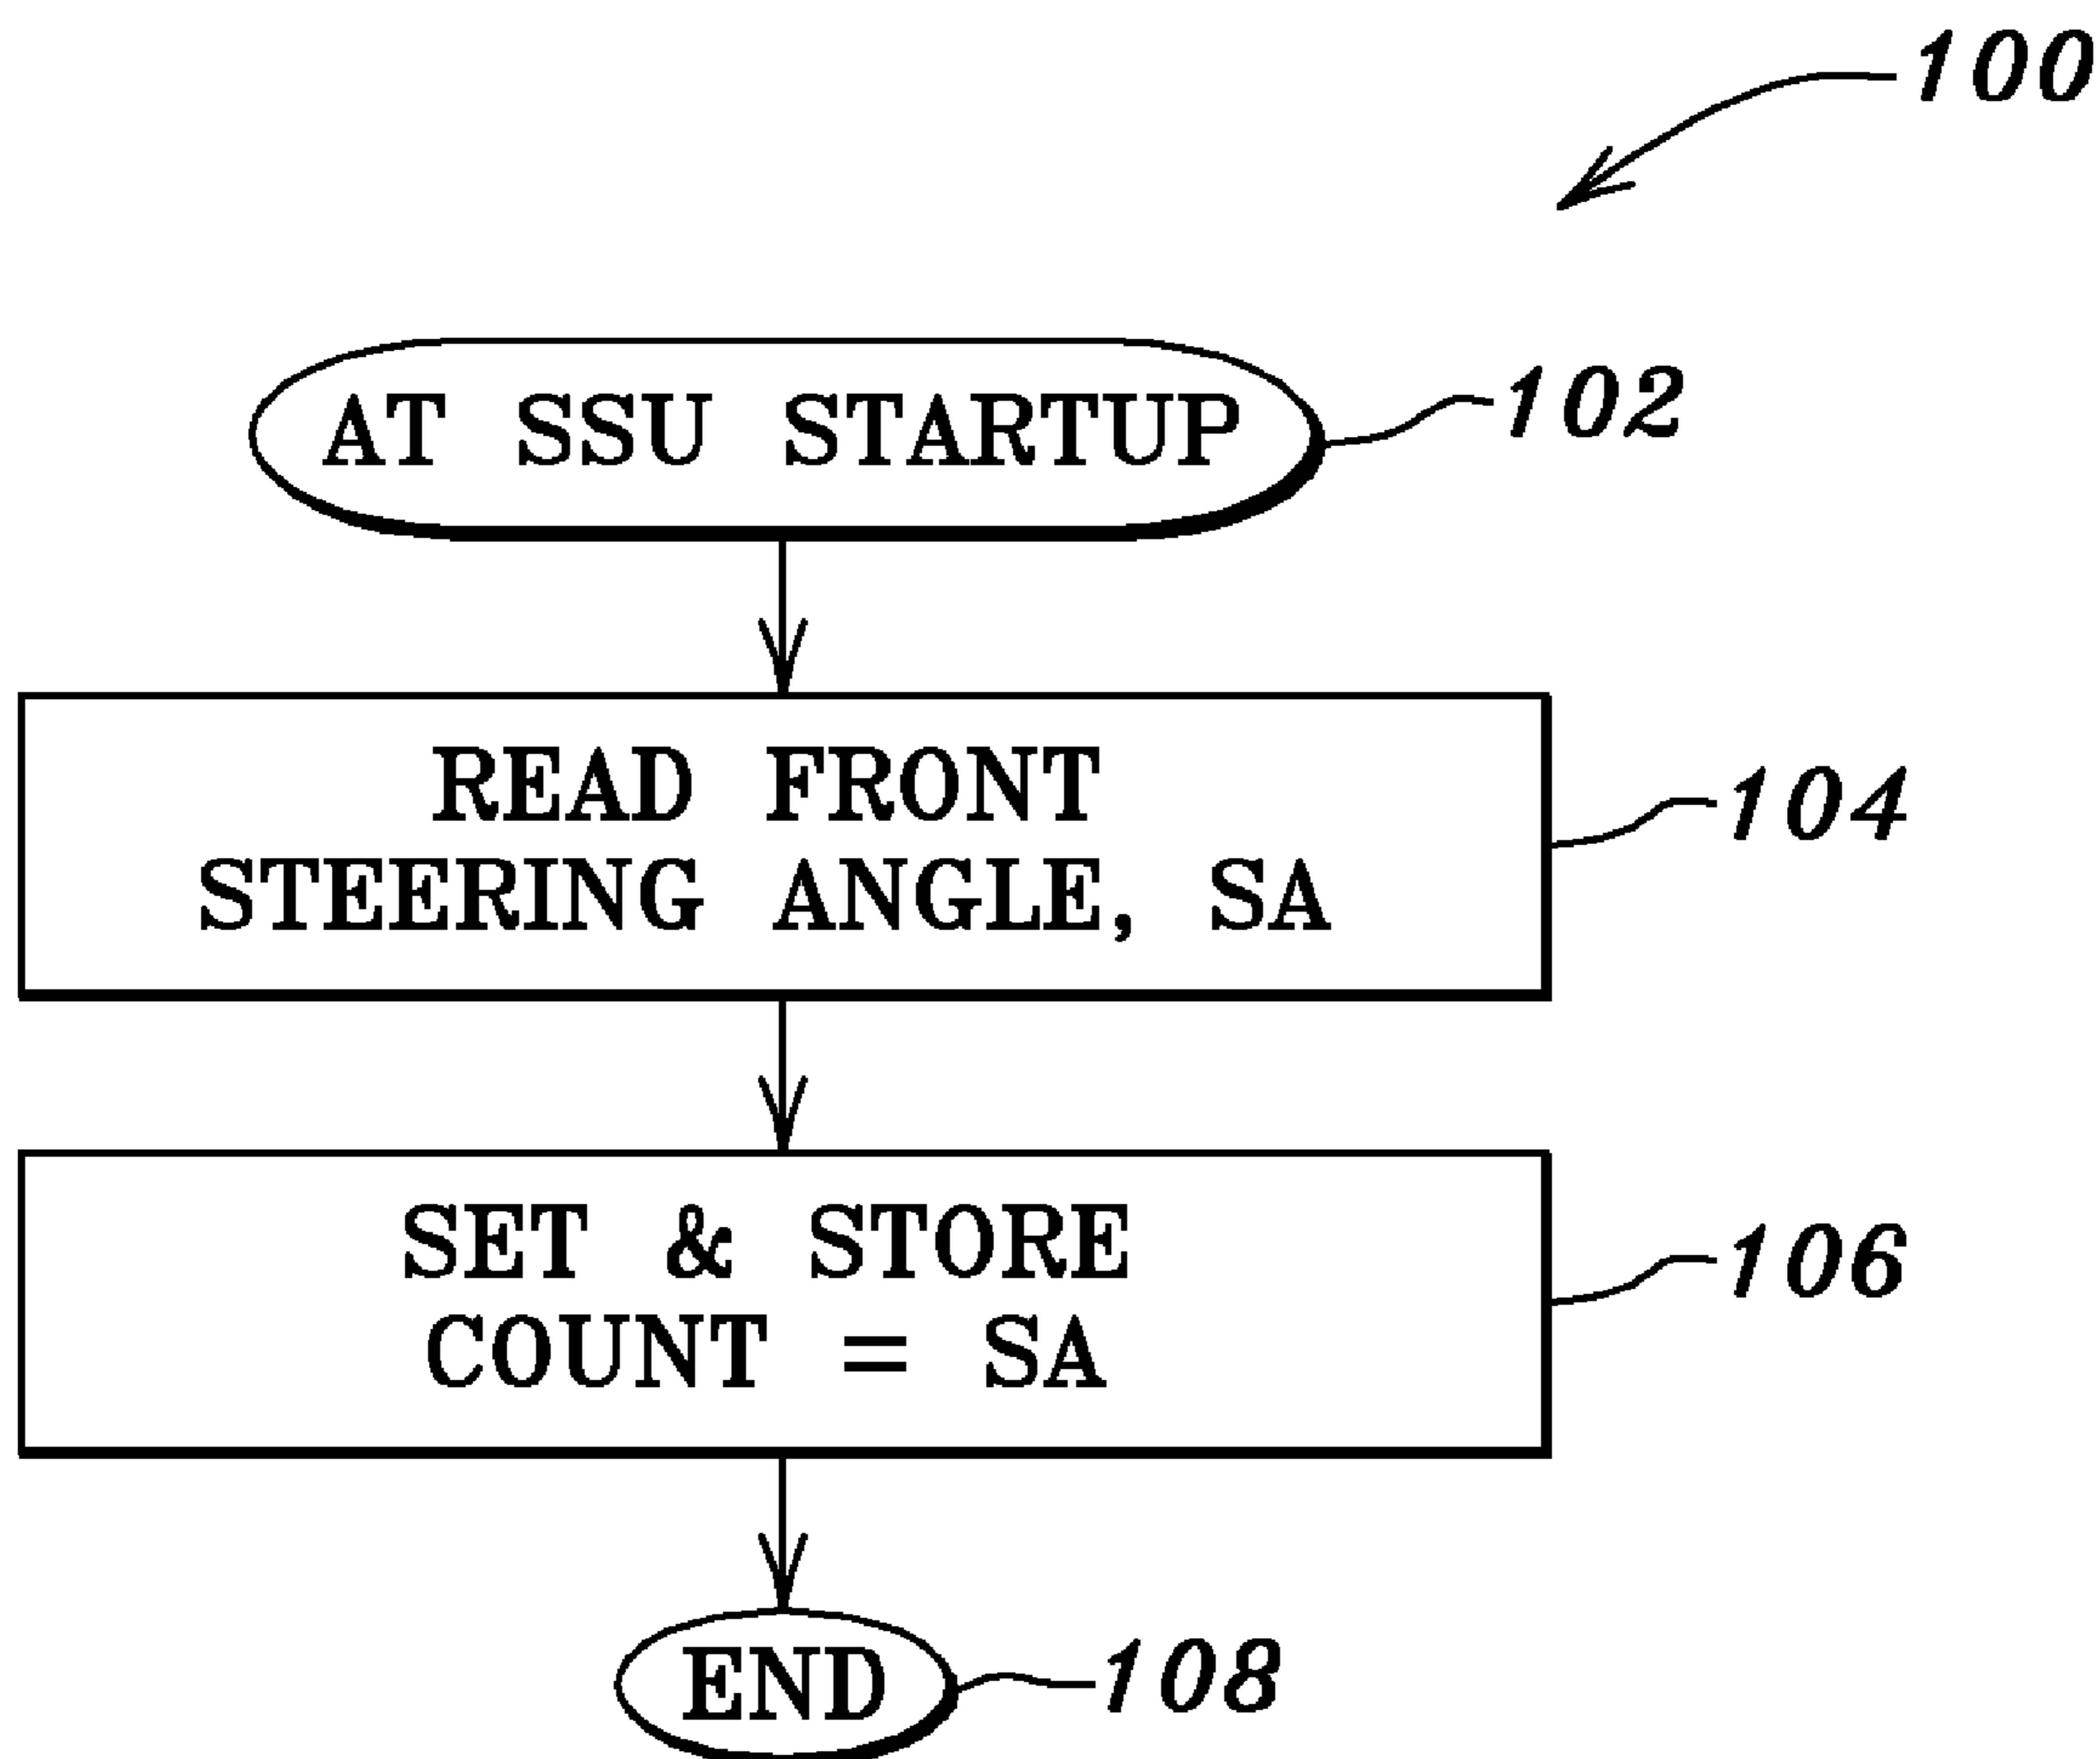 100
AT SSU STARTUP
102
READ FRONT
STEERING ANGLE, SA
104
SET & STORE
COUNT = SA
106
END
108